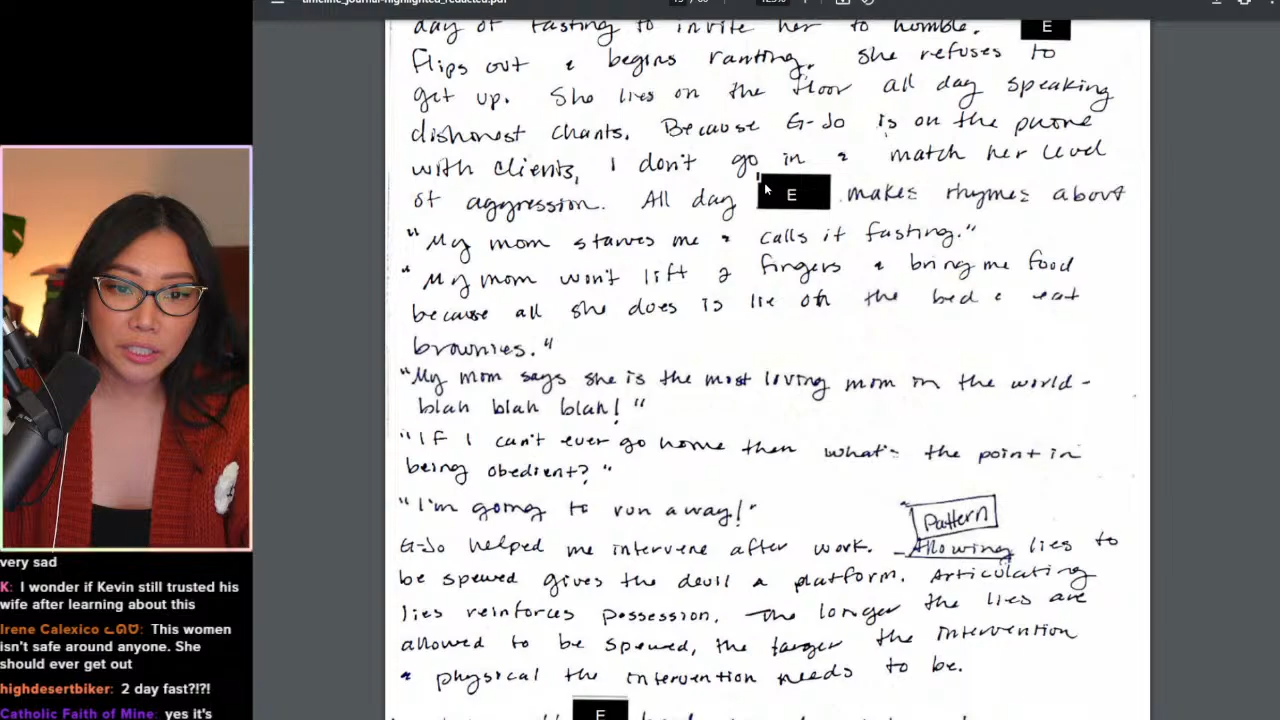 timeline_journal-highlighted_redacted.pdf
day of fasting to invite her to humble. E
flips out & begins ranting. She refuses to
get up. She lies on the floor all day speaking
dishonest chants. Because G-Jo is on the phone
with clients, I don't go in & match her level
of aggression. All day E makes rhymes about
"My mom starves me & calls it fasting."
"My mom won't lift 2 fingers & bring me food
because all she does is lie on the bed & eat
brownies."
"My mom says she is the most loving mom in the world -
blah blah blah!"
"If I can't ever go home then what's the point in
being obedient?"
"I'm going to run away!"
Pattern
G-Jo helped me intervene after work. Allowing lies to
be spewed gives the devil a platform. Articulating
lies reinforces possession. The longer the lies are
allowed to be spewed, the larger the intervention
& physical the intervention needs to be.
E
very sad
K: I wonder if Kevin still trusted his
wife after learning about this
Irene Calexico: This women
isn't safe around anyone. She
should ever get out
highdesertbiker: 2 day fast?!?!
Catholic Faith of Mine: yes it's